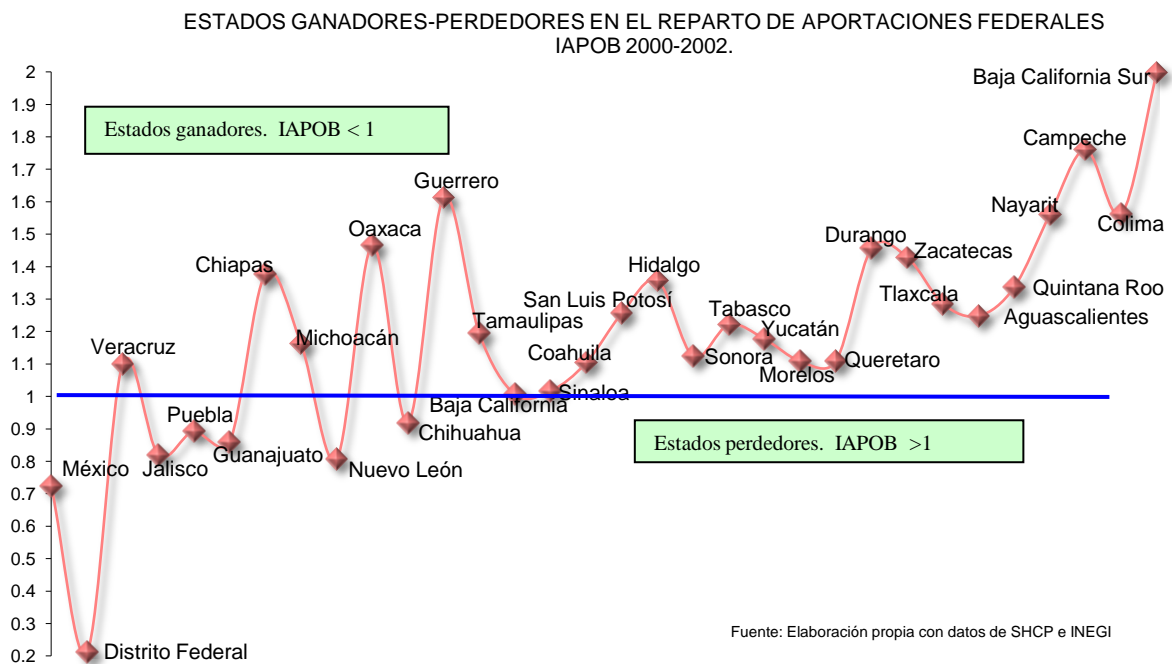 ESTADOS GANADORES-PERDEDORES EN EL REPARTO DE APORTACIONES FEDERALES
IAPOB 2000-2002.
2
1.9
1.8
1.7
1.6
1.5
1.4
1.3
1.2
1.1
1
0.9
0.8
0.7
0.6
0.5
0.4
0.3
0.2
Estados ganadores. IAPOB < 1
Estados perdedores. IAPOB >1
México
Distrito Federal
Veracruz
Jalisco
Puebla
Guanajuato
Chiapas
Michoacán
Nuevo León
Oaxaca
Chihuahua
Guerrero
Tamaulipas
Baja California
Sinaloa
Coahuila
San Luis Potosí
Hidalgo
Sonora
Tabasco
Yucatán
Morelos
Queretaro
Durango
Zacatecas
Tlaxcala
Aguascalientes
Quintana Roo
Nayarit
Campeche
Colima
Baja California Sur
Fuente: Elaboración propia con datos de SHCP e INEGI